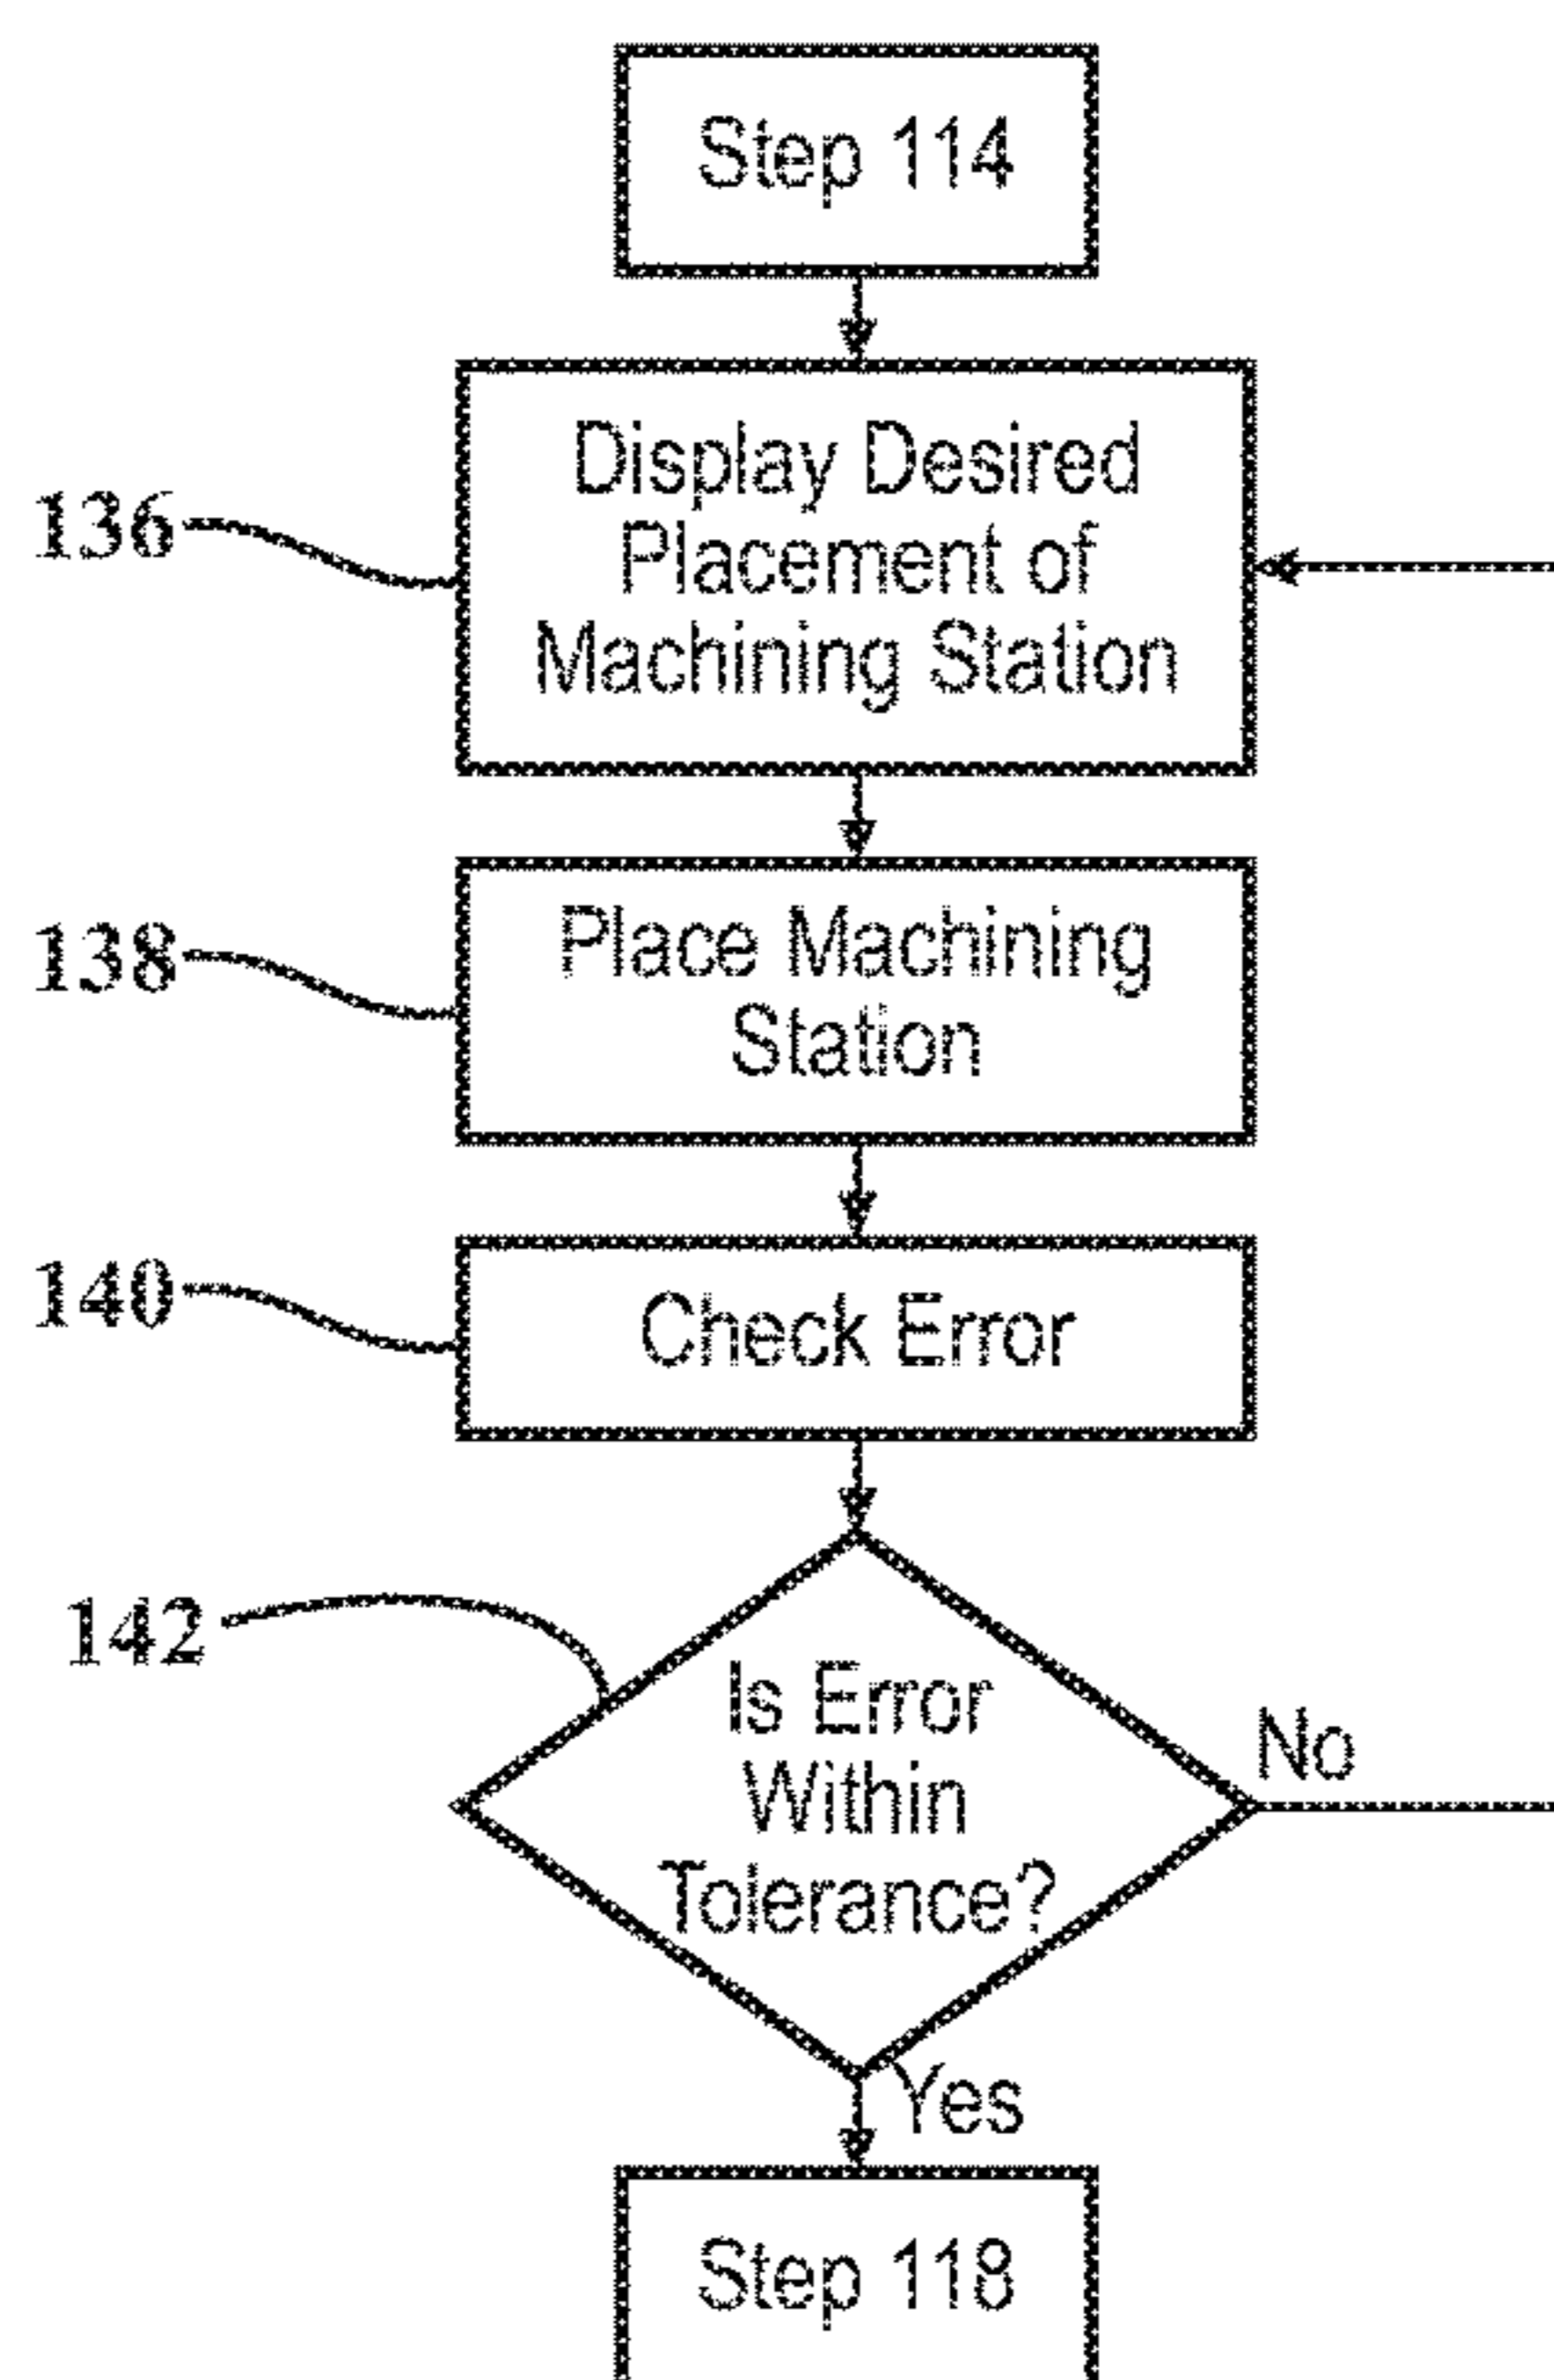 Step 114
136
Display Desired
Placement of
Machining Station
138
Place Machining
Station
140
Check Error
142
Is Error
Within
Tolerance?
No
Yes
Step 118